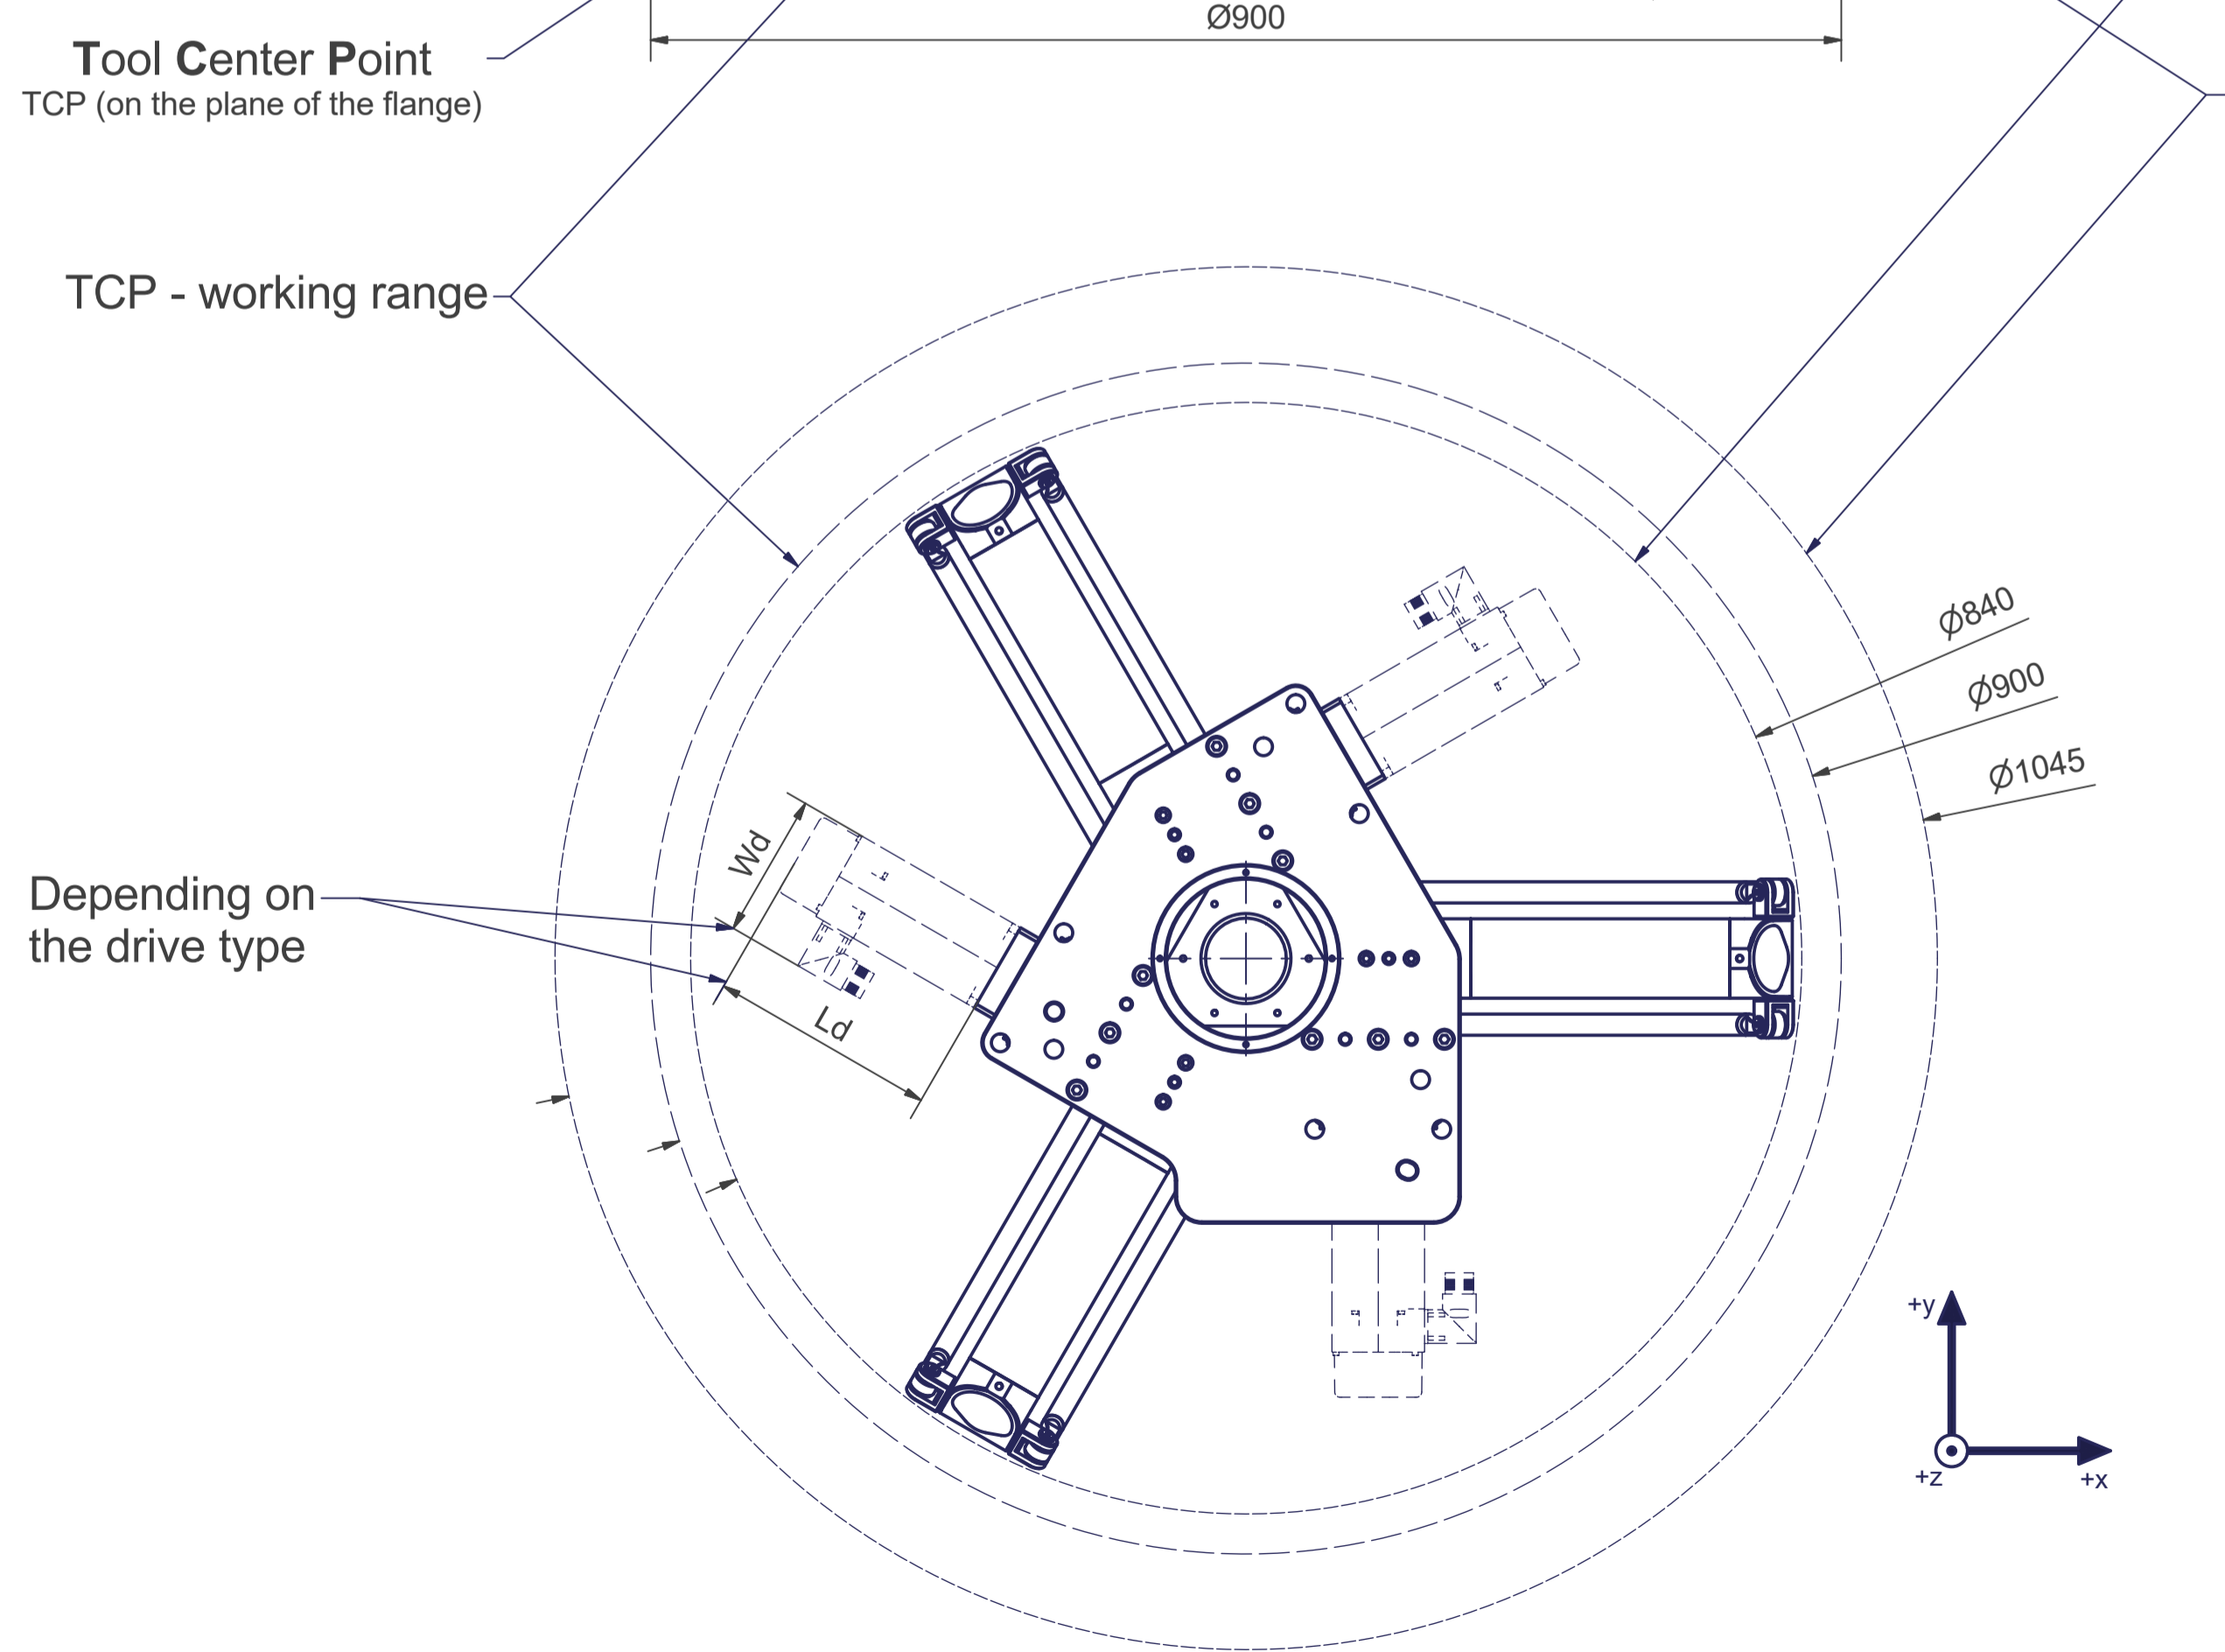 Ø900
Tool Center Point
TCP (on the plane of the flange)
TCP - working range
Ø840
Ø900
Ø1045
Wd
Depending on
the drive type
Ld
+y
+z
+x